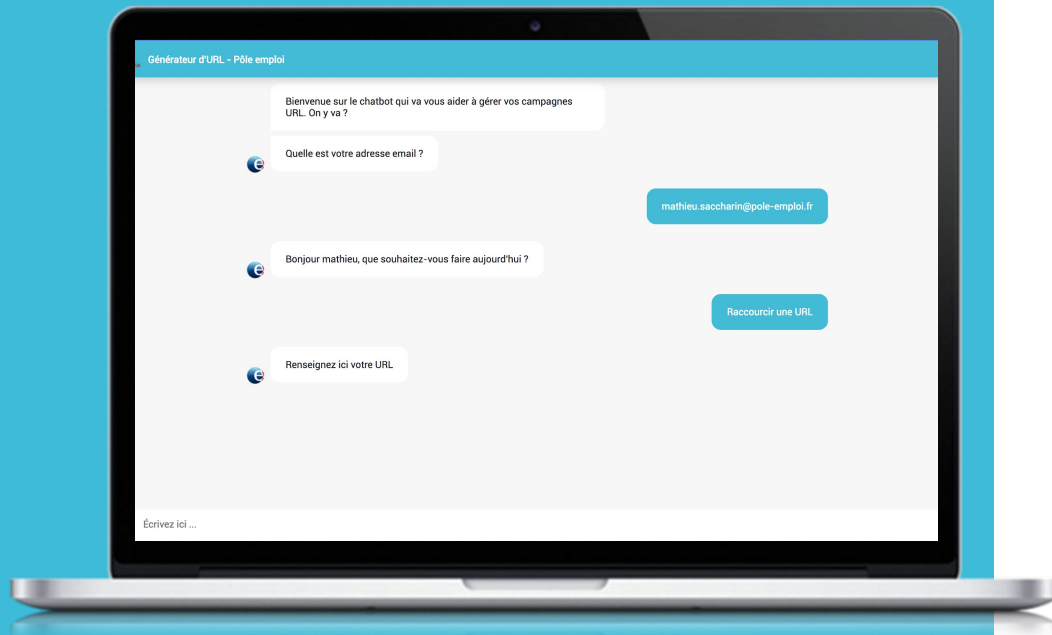 Générateur d'URL - Pôle emploi
Bienvenue sur le chatbot qui va vous aider à gérer vos campagnes
URL. On y va ?
Quelle est votre adresse email ?
mathieu.saccharin@pole-emploi.fr
Bonjour mathieu, que souhaitez-vous faire aujourd'hui ?
Raccourcir une URL
Renseignez ici votre URL
Écrivez ici ...